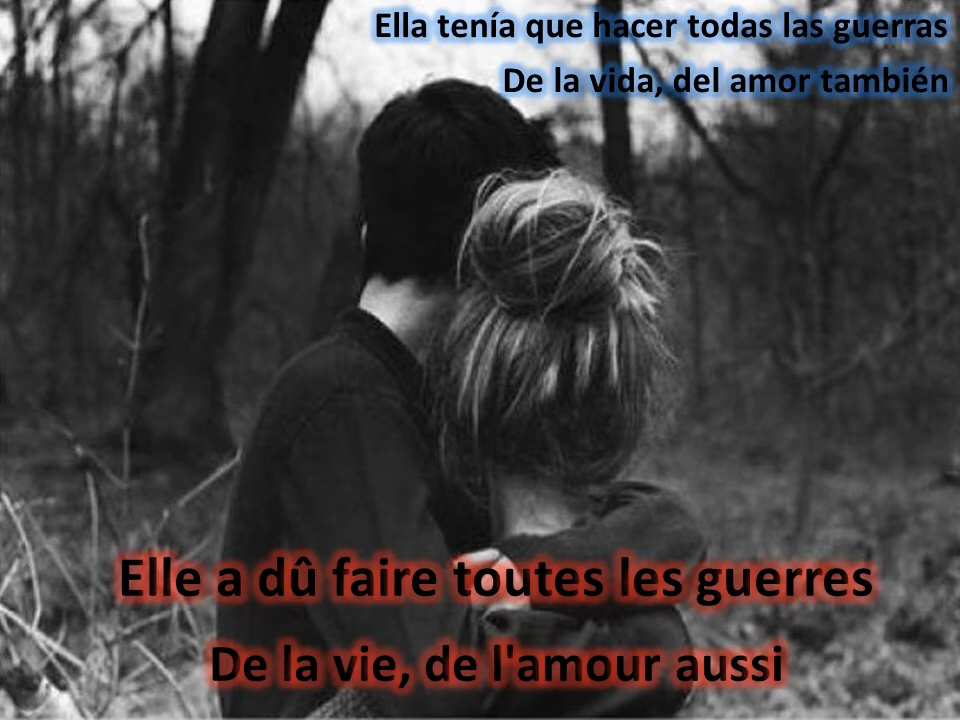 Ella tenía que hacer todas las guerras
De la vida, del amor también
Elle a dû faire toutes les guerres
De la vie, de l'amour aussi